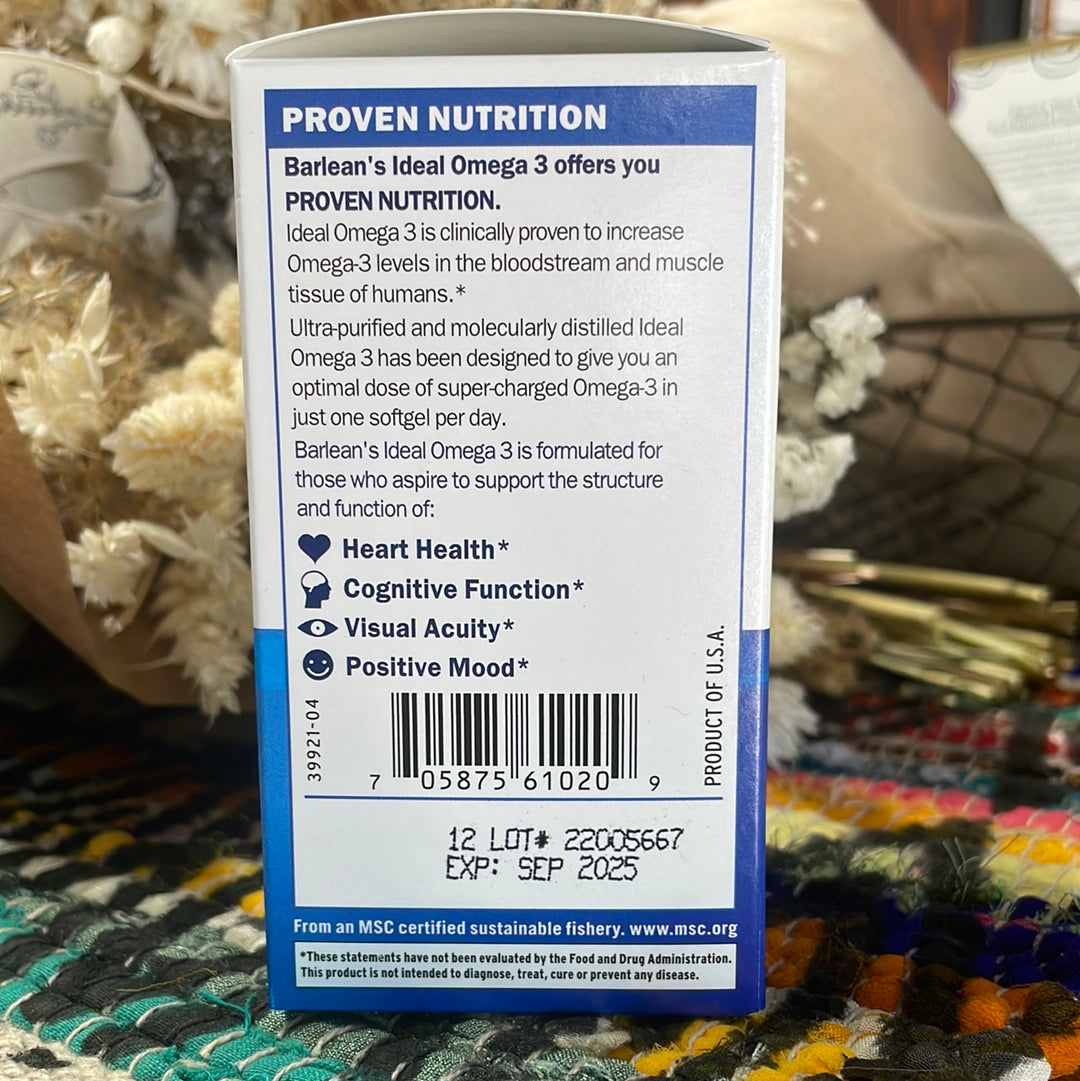 PROVEN NUTRITION
Barlean's Ideal Omega 3 offers you
PROVEN NUTRITION.
Ideal Omega 3 is clinically proven to increase
Omega-3 levels in the bloodstream and muscle
tissue of humans.*
Ultra-purified and molecularly distilled Ideal
Omega 3 has been designed to give you an
optimal dose of super-charged Omega-3 in
just one softgel per day.
Barlean's Ideal Omega 3 is formulated for
those who aspire to support the structure
and function of:
Heart Health*
Cognitive Function*
Visual Acuity*
Positive Mood*
39921-04
7 05875 61020 9
PRODUCT OF U.S.A.
12 LOT# 22005667
EXP: SEP 2025
From an MSC certified sustainable fishery. www.msc.org
*These statements have not been evaluated by the Food and Drug Administration.
This product is not intended to diagnose, treat, cure or prevent any disease.